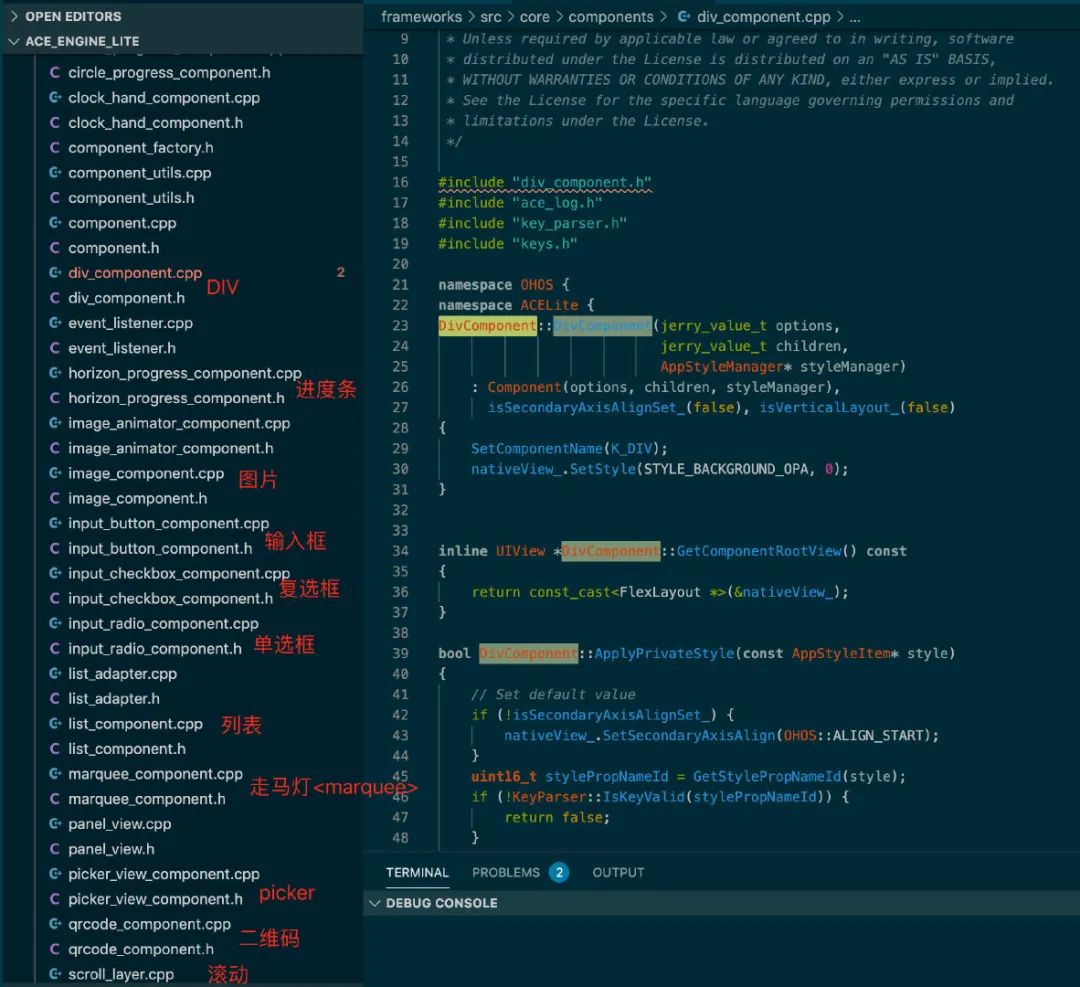 OPEN EDITORS
ACE_ENGINE_LITE
circle_progress_component.h
clock_hand_component.cpp
clock_hand_component.h
component_factory.h
component_utils.cpp
component_utils.h
component.cpp
component.h
div_component.cpp 2
DIV
div_component.h
event_listener.cpp
event_listener.h
horizon_progress_component.cpp
进度条
horizon_progress_component.h
image_animator_component.cpp
image_animator_component.h
image_component.cpp
图片
image_component.h
input_button_component.cpp
input_button_component.h 输入框
input_checkbox_component.cpp
复选框
input_checkbox_component.h
input_radio_component.cpp
input_radio_component.h 单选框
list_adapter.cpp
list_adapter.h
list_component.cpp 列表
list_component.h
marquee_component.cpp
走马灯<marquee>
marquee_component.h
panel_view.cpp
panel_view.h
picker_view_component.cpp
picker_view_component.h picker
qrcode_component.cpp
二维码
qrcode_component.h
scroll_layer.cpp 滚动
frameworks > src > core > components > div_component.cpp > ...
9 * Unless required by applicable law or agreed to in writing, software
10 * distributed under the License is distributed on an "AS IS" BASIS,
11 * WITHOUT WARRANTIES OR CONDITIONS OF ANY KIND, either express or implied.
12 * See the License for the specific language governing permissions and
13 * limitations under the License.
14 */
15
16 #include "div_component.h"
17 #include "ace_log.h"
18 #include "key_parser.h"
19 #include "keys.h"
20
21 namespace OHOS {
22 namespace ACELite {
23 DivComponent::DivComponent(jerry_value_t options,
24 jerry_value_t children,
25 AppStyleManager* styleManager)
26 : Component(options, children, styleManager),
27 isSecondaryAxisAlignSet_(false), isVerticalLayout_(false)
28 {
29 SetComponentName(K_DIV);
30 nativeView_.SetStyle(STYLE_BACKGROUND_OPA, 0);
31 }
32
33
34 inline UIView *DivComponent::GetComponentRootView() const
35 {
36 return const_cast<FlexLayout *>(&nativeView_);
37 }
38
39 bool DivComponent::ApplyPrivateStyle(const AppStyleItem* style)
40 {
41 // Set default value
42 if (!isSecondaryAxisAlignSet_) {
43 nativeView_.SetSecondaryAxisAlign(OHOS::ALIGN_START);
44 }
45 uint16_t stylePropNameId = GetStylePropNameId(style);
46 if (!KeyParser::IsKeyValid(stylePropNameId)) {
47 return false;
48 }
TERMINAL PROBLEMS 2 OUTPUT
DEBUG CONSOLE